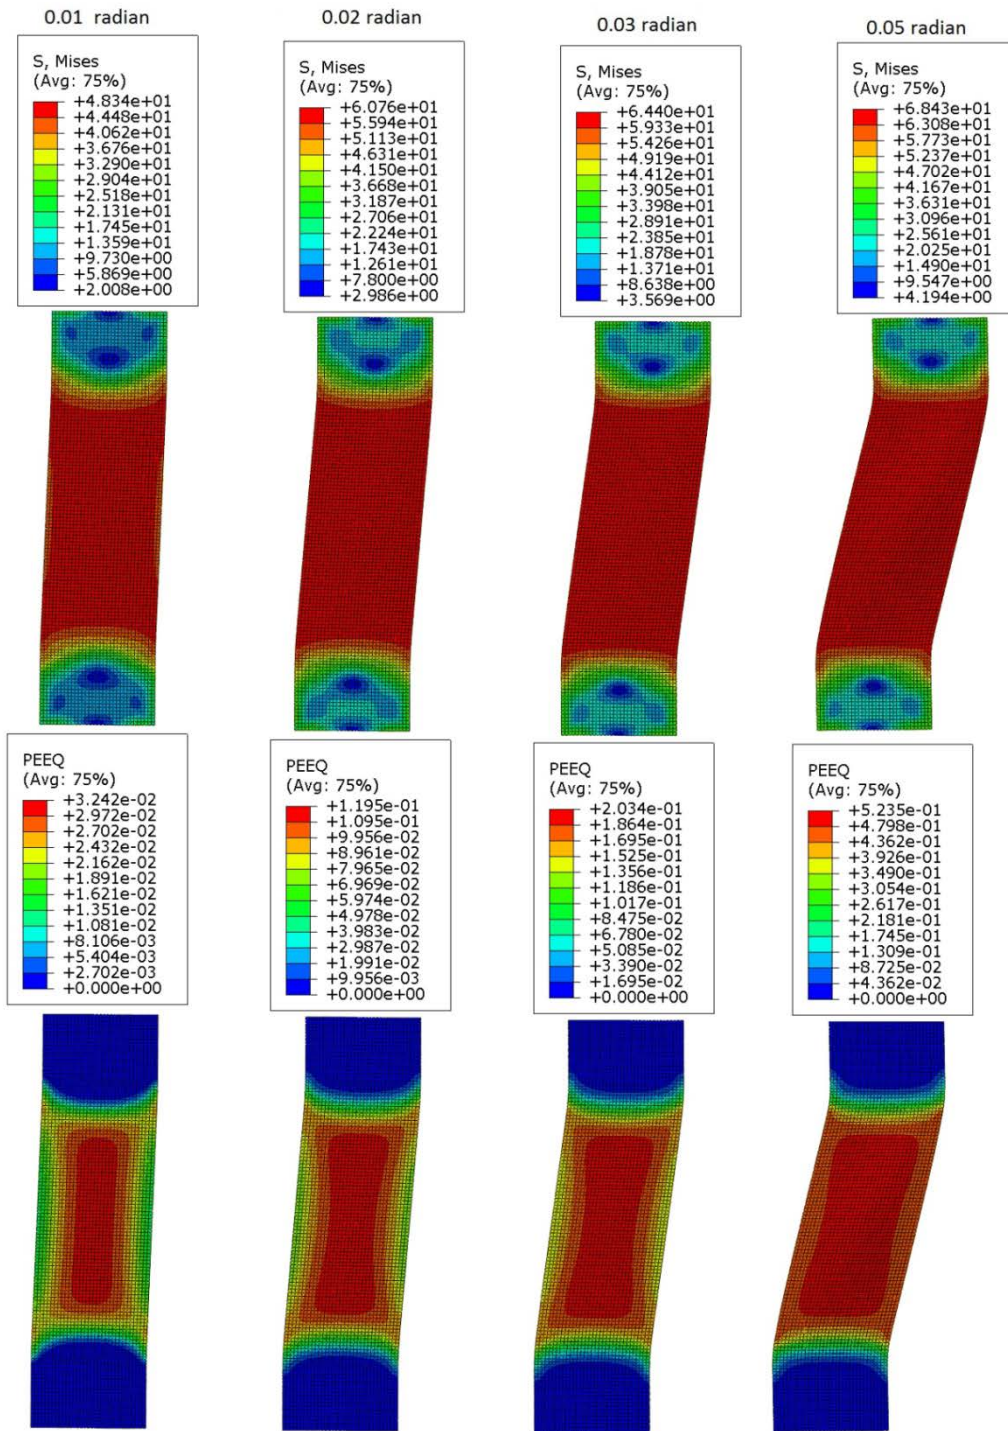 0.01 radian
0.02 radian
0.03 radian
0.05 radian
S, Mises
(Avg: 75%)
+4.834e+01
+4.448e+01
+4.062e+01
+3.676e+01
+3.290e+01
+2.904e+01
+2.518e+01
+2.131e+01
+1.745e+01
+1.359e+01
+9.730e+00
+5.869e+00
+2.008e+00
S, Mises
(Avg: 75%)
+6.076e+01
+5.594e+01
+5.113e+01
+4.631e+01
+4.150e+01
+3.668e+01
+3.187e+01
+2.706e+01
+2.224e+01
+1.743e+01
+1.261e+01
+7.800e+00
+2.986e+00
S, Mises
(Avg: 75%)
+6.440e+01
+5.933e+01
+5.426e+01
+4.919e+01
+4.412e+01
+3.905e+01
+3.398e+01
+2.891e+01
+2.385e+01
+1.878e+01
+1.371e+01
+8.638e+00
+3.569e+00
S, Mises
(Avg: 75%)
+6.843e+01
+6.308e+01
+5.773e+01
+5.237e+01
+4.702e+01
+4.167e+01
+3.631e+01
+3.096e+01
+2.561e+01
+2.025e+01
+1.490e+01
+9.547e+00
+4.194e+00
PEEQ
(Avg: 75%)
+3.242e-02
+2.972e-02
+2.702e-02
+2.432e-02
+2.162e-02
+1.891e-02
+1.621e-02
+1.351e-02
+1.081e-02
+8.106e-03
+5.404e-03
+2.702e-03
+0.000e+00
PEEQ
(Avg: 75%)
+1.195e-01
+1.095e-01
+9.956e-02
+8.961e-02
+7.965e-02
+6.969e-02
+5.974e-02
+4.978e-02
+3.983e-02
+2.987e-02
+1.991e-02
+9.956e-03
+0.000e+00
PEEQ
(Avg: 75%)
+2.034e-01
+1.864e-01
+1.695e-01
+1.525e-01
+1.356e-01
+1.186e-01
+1.017e-01
+8.475e-02
+6.780e-02
+5.085e-02
+3.390e-02
+1.695e-02
+0.000e+00
PEEQ
(Avg: 75%)
+5.235e-01
+4.798e-01
+4.362e-01
+3.926e-01
+3.490e-01
+3.054e-01
+2.617e-01
+2.181e-01
+1.745e-01
+1.309e-01
+8.725e-02
+4.362e-02
+0.000e+00